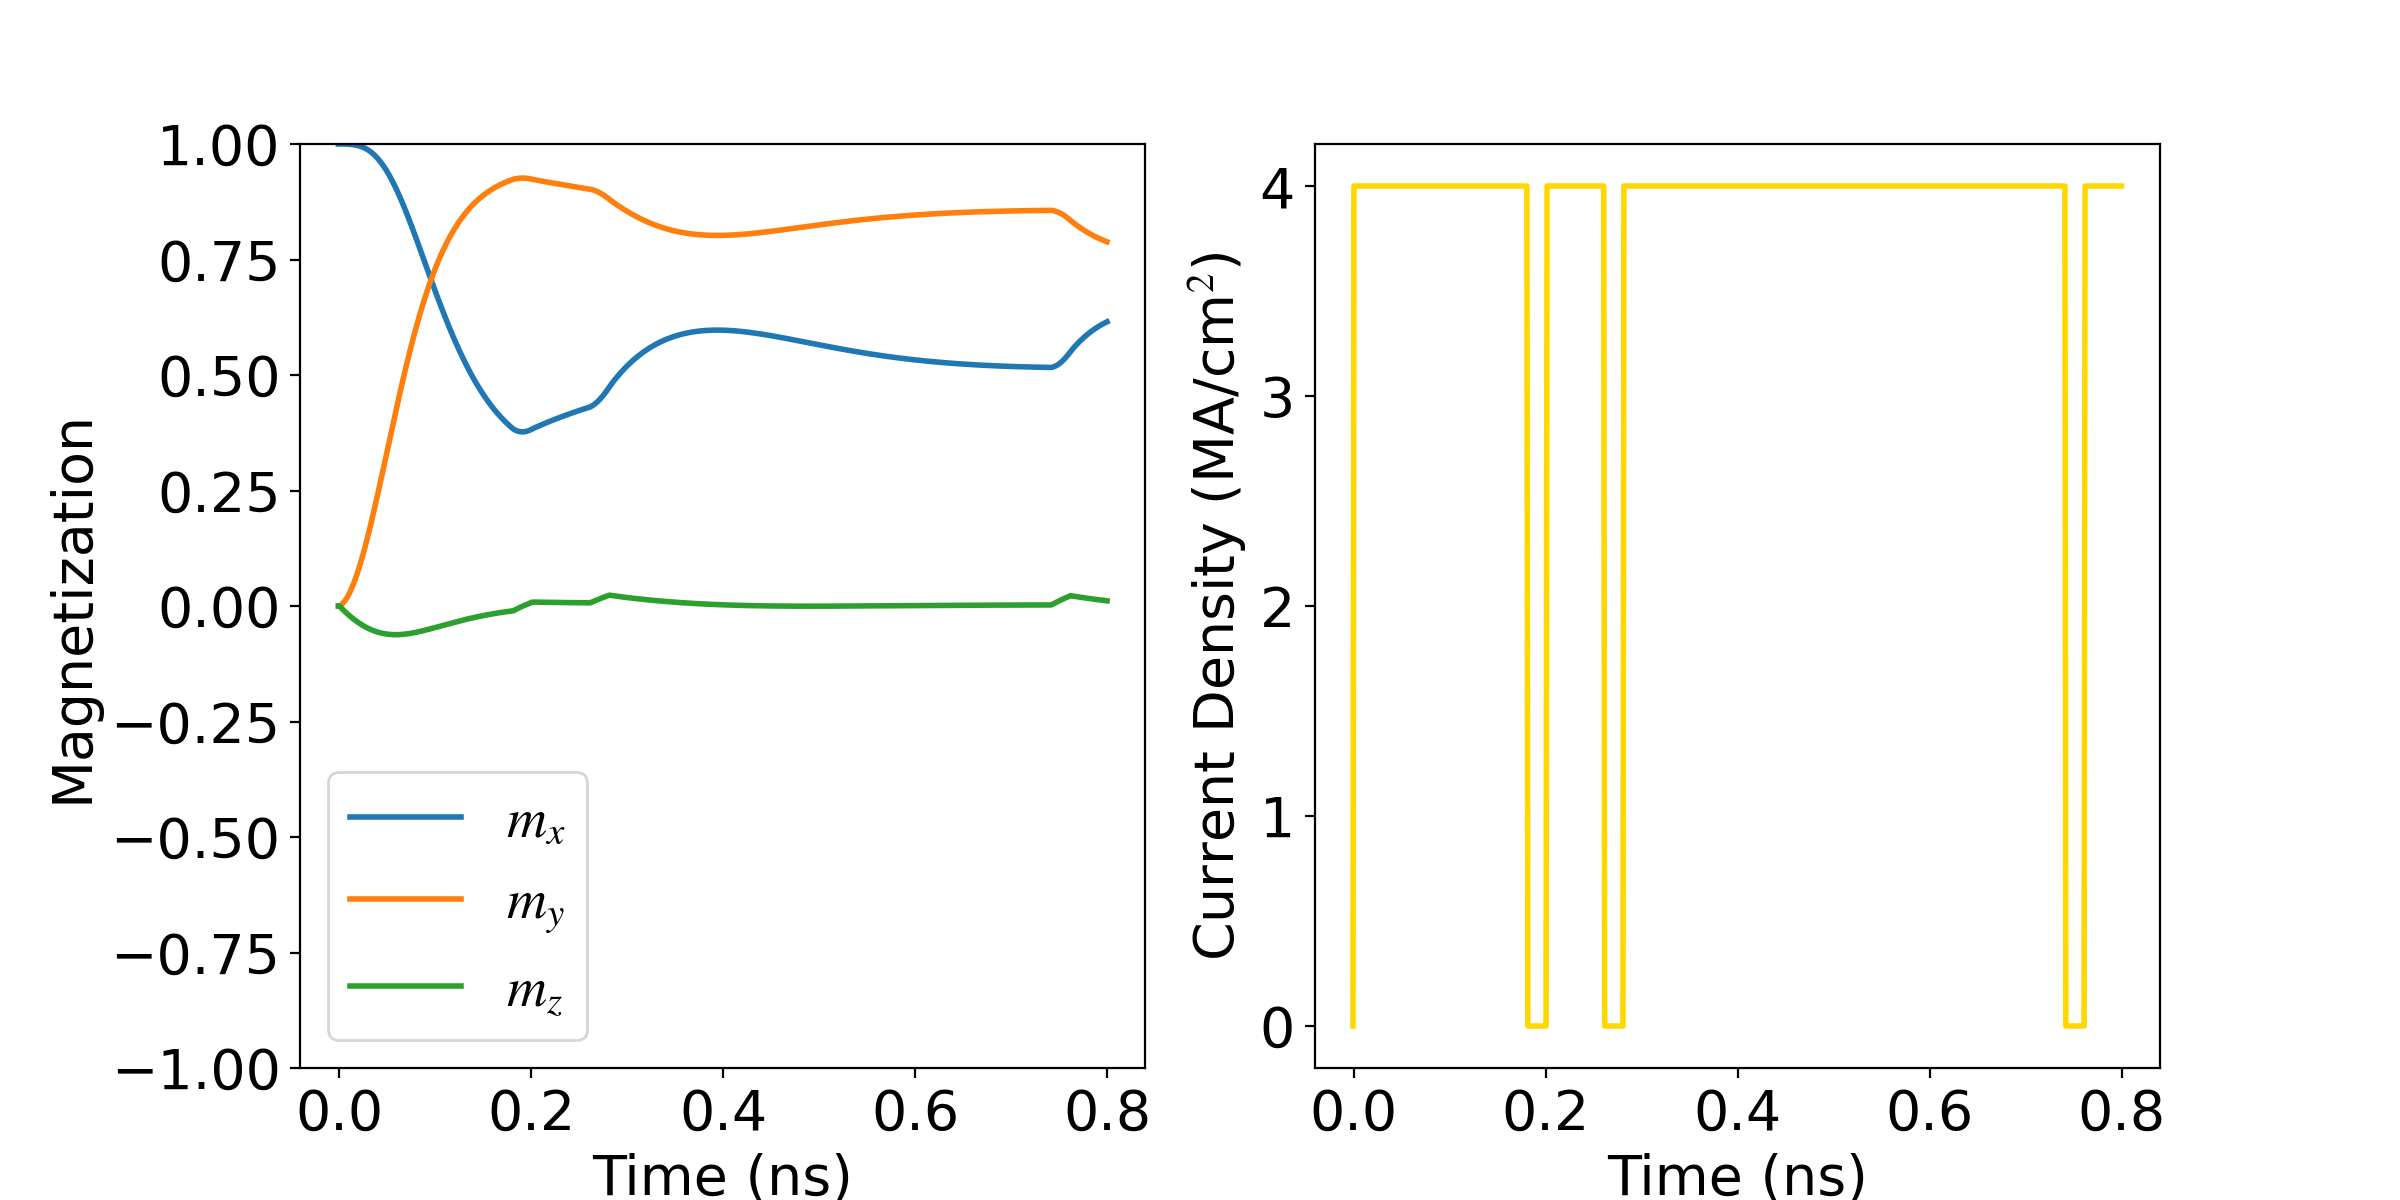 Magnetization
1.00
0.75
0.50
0.25
0.00
−0.25
−0.50
−0.75
−1.00
0.0 0.2 0.4 0.6 0.8
Time (ns)
m_x
m_y
m_z
Current Density (MA/cm²)
4
3
2
1
0
0.0 0.2 0.4 0.6 0.8
Time (ns)